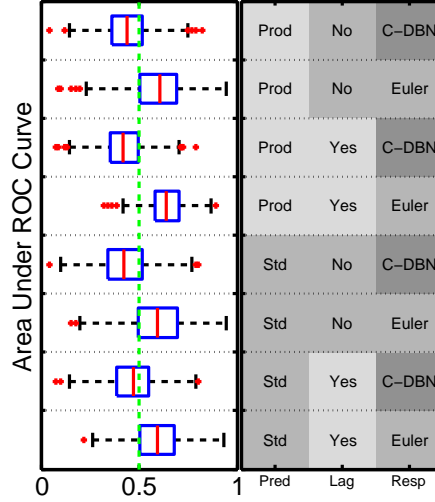 Area Under ROC Curve
Prod No C−DBN
Prod No Euler
Prod Yes C−DBN
Prod Yes Euler
Std No C−DBN
Std No Euler
Std Yes C−DBN
Std Yes Euler
0 0.5 1 Pred Lag Resp